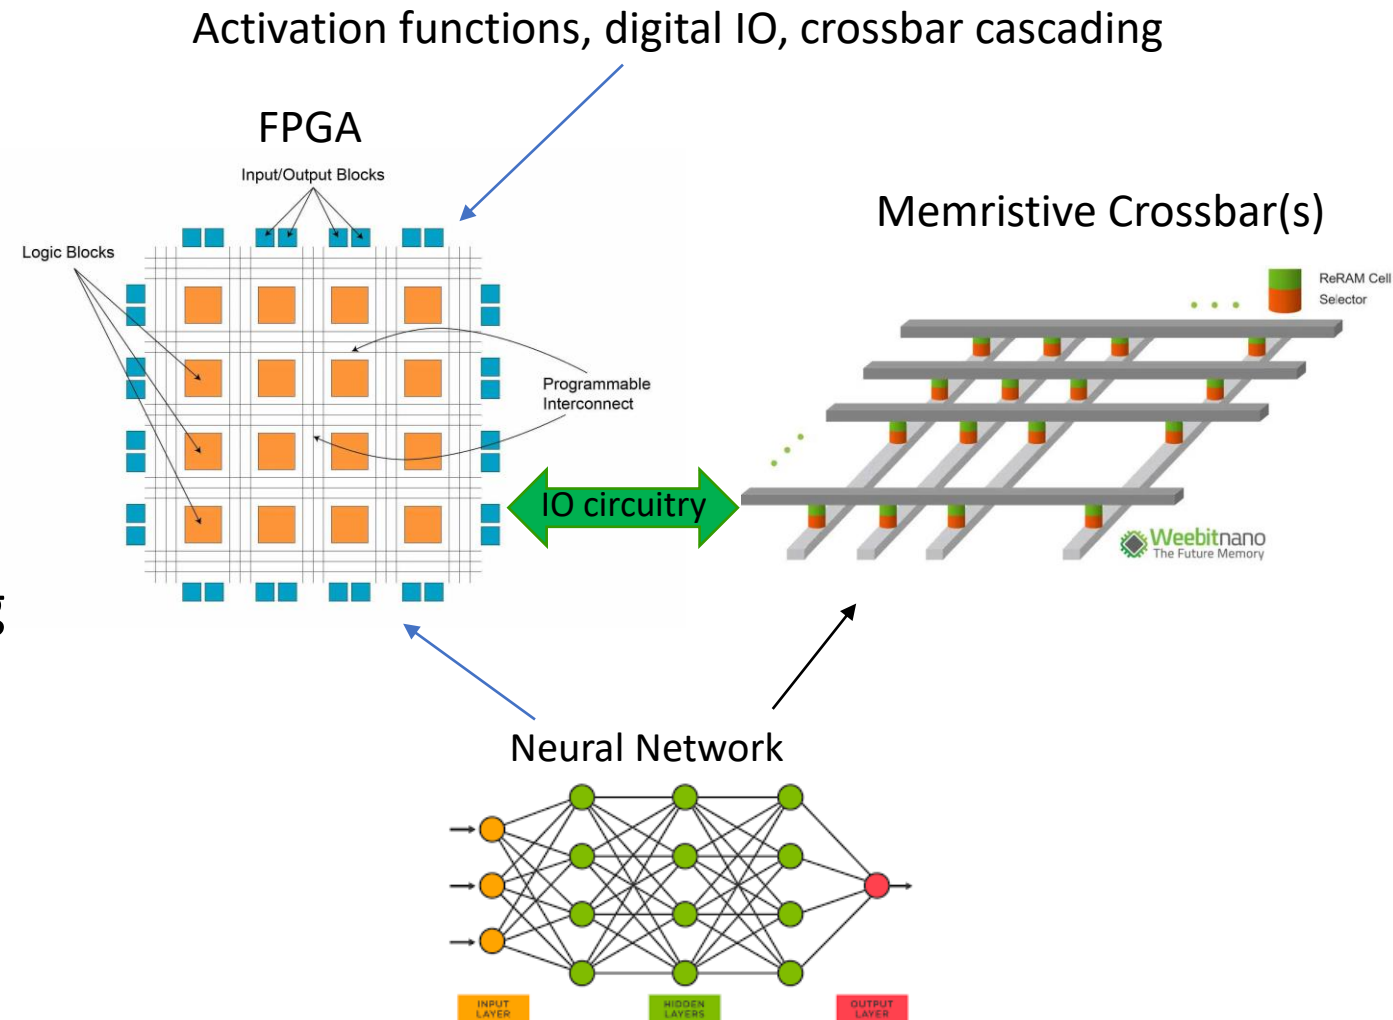 Activation functions, digital IO, crossbar cascading
FPGA
Input/Output Blocks
Logic Blocks
Programmable
Interconnect
Memristive Crossbar(s)
ReRAM Cell
Selector
IO circuitry
Weebitnano
The Future Memory
g
Neural Network
INPUT
LAYER
HIDDEN
LAYERS
OUTPUT
LAYER